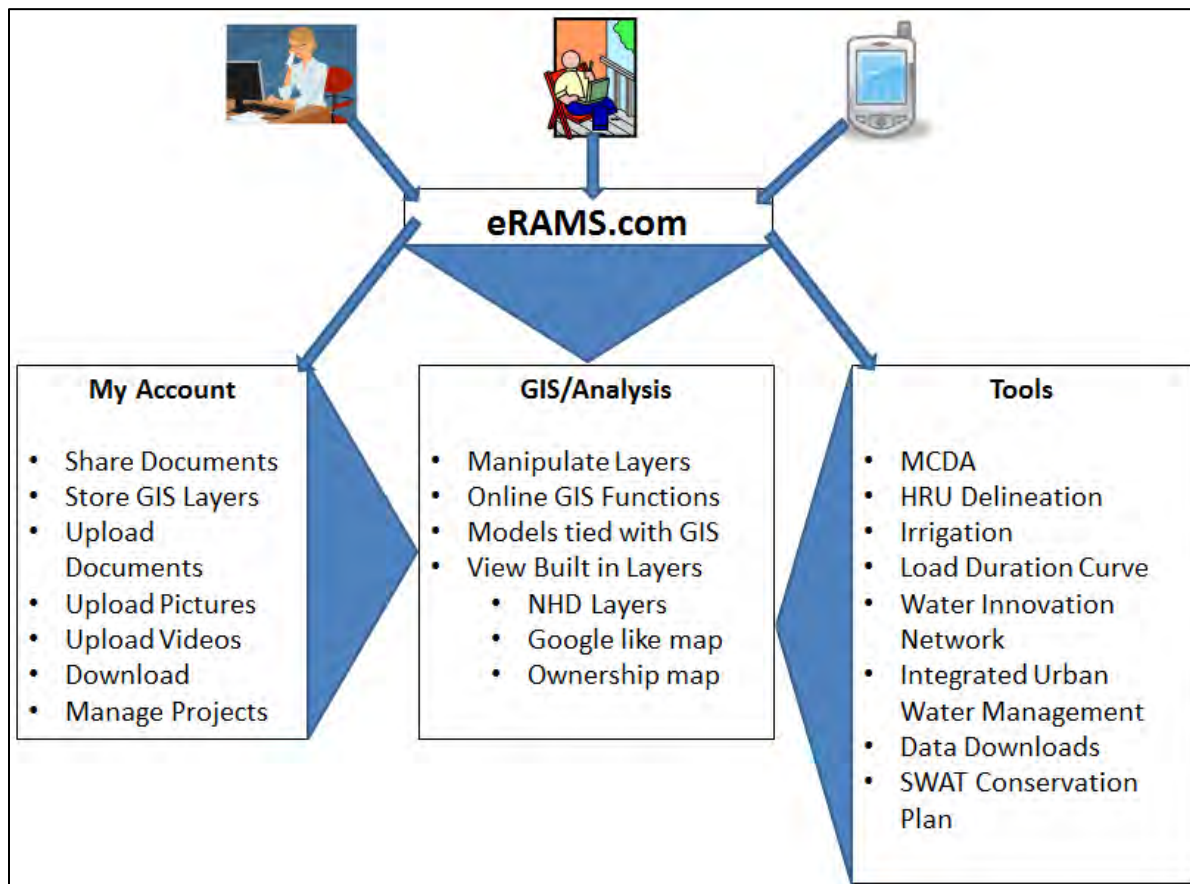 eRAMS.com
My Account
• Share Documents
• Store GIS Layers
• Upload
Documents
• Upload Pictures
• Upload Videos
• Download
• Manage Projects
GIS/Analysis
• Manipulate Layers
• Online GIS Functions
• Models tied with GIS
• View Built in Layers
• NHD Layers
• Google like map
• Ownership map
Tools
• MCDA
• HRU Delineation
• Irrigation
• Load Duration Curve
• Water Innovation
Network
• Integrated Urban
Water Management
• Data Downloads
• SWAT Conservation
Plan